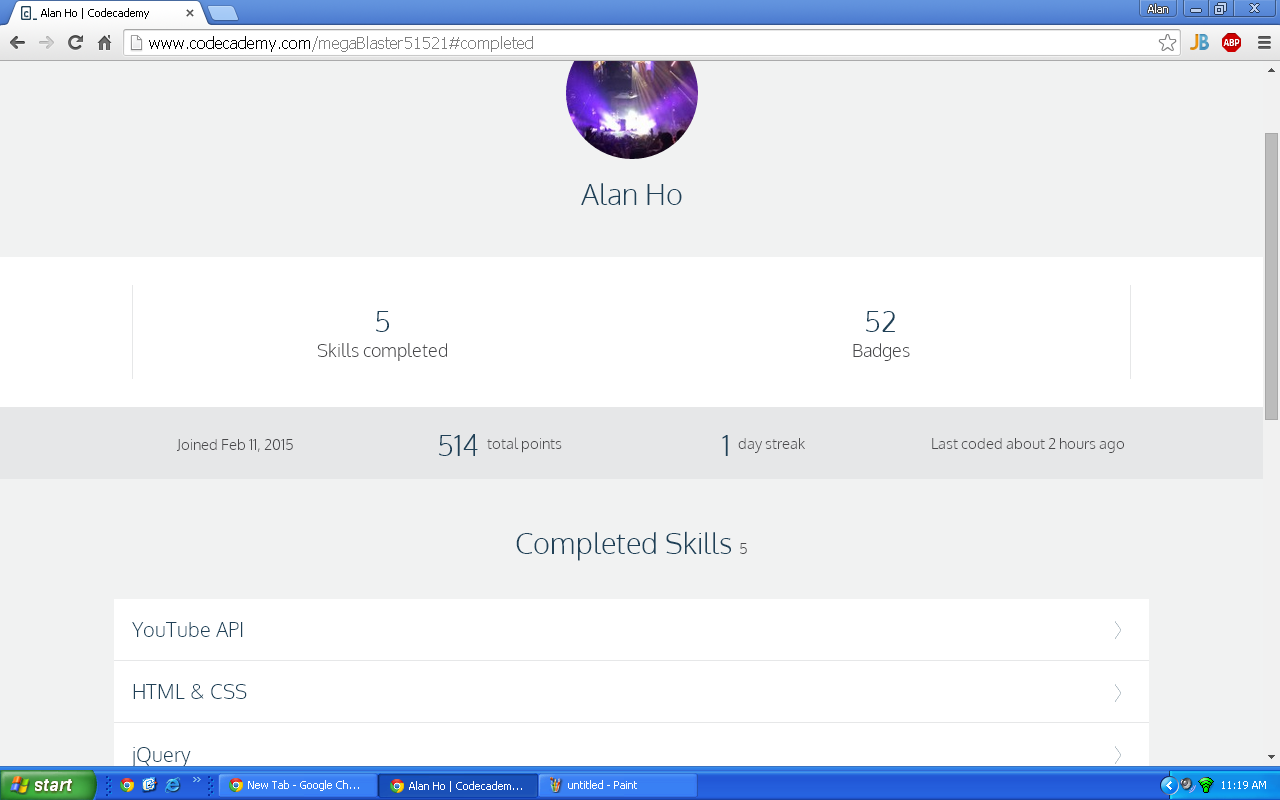 C_ Alan Ho | Codecademy
Alan
www.codecademy.com/megaBlaster51521#completed
JB
ABP
Alan Ho
5
Skills completed
52
Badges
Joined Feb 11, 2015
514 total points
1 day streak
Last coded about 2 hours ago
Completed Skills 5
YouTube API
HTML & CSS
jQuery
start
New Tab - Google Ch...
Alan Ho | Codecadem...
untitled - Paint
11:19 AM